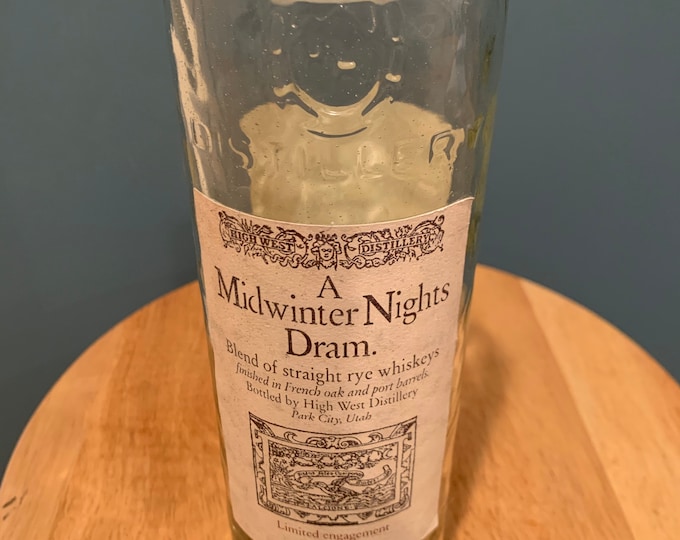 DISTILLERY
HIGH WEST DISTILLERY
A
Midwinter Nights
Dram.
Blend of straight rye whiskeys
finished in French oak and port barrels.
Bottled by High West Distillery
Park City, Utah
Limited engagement